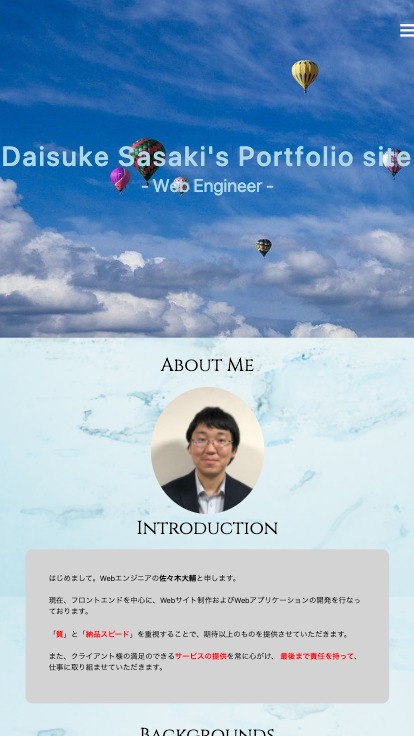 Daisuke Sasaki's Portfolio site
- Web Engineer -
About Me
Introduction
はじめまして。Webエンジニアの佐々木大輔と申します。
現在、フロントエンドを中心に、Webサイト制作およびWebアプリケーションの開発を行なっ
ております。
「質」と「納品スピード」を重視することで、期待以上のものを提供させていただきます。
また、クライアント様の満足のできるサービスの提供を常に心がけ、 最後まで責任を持って、
仕事に取り組ませていただきます。
Backgrounds